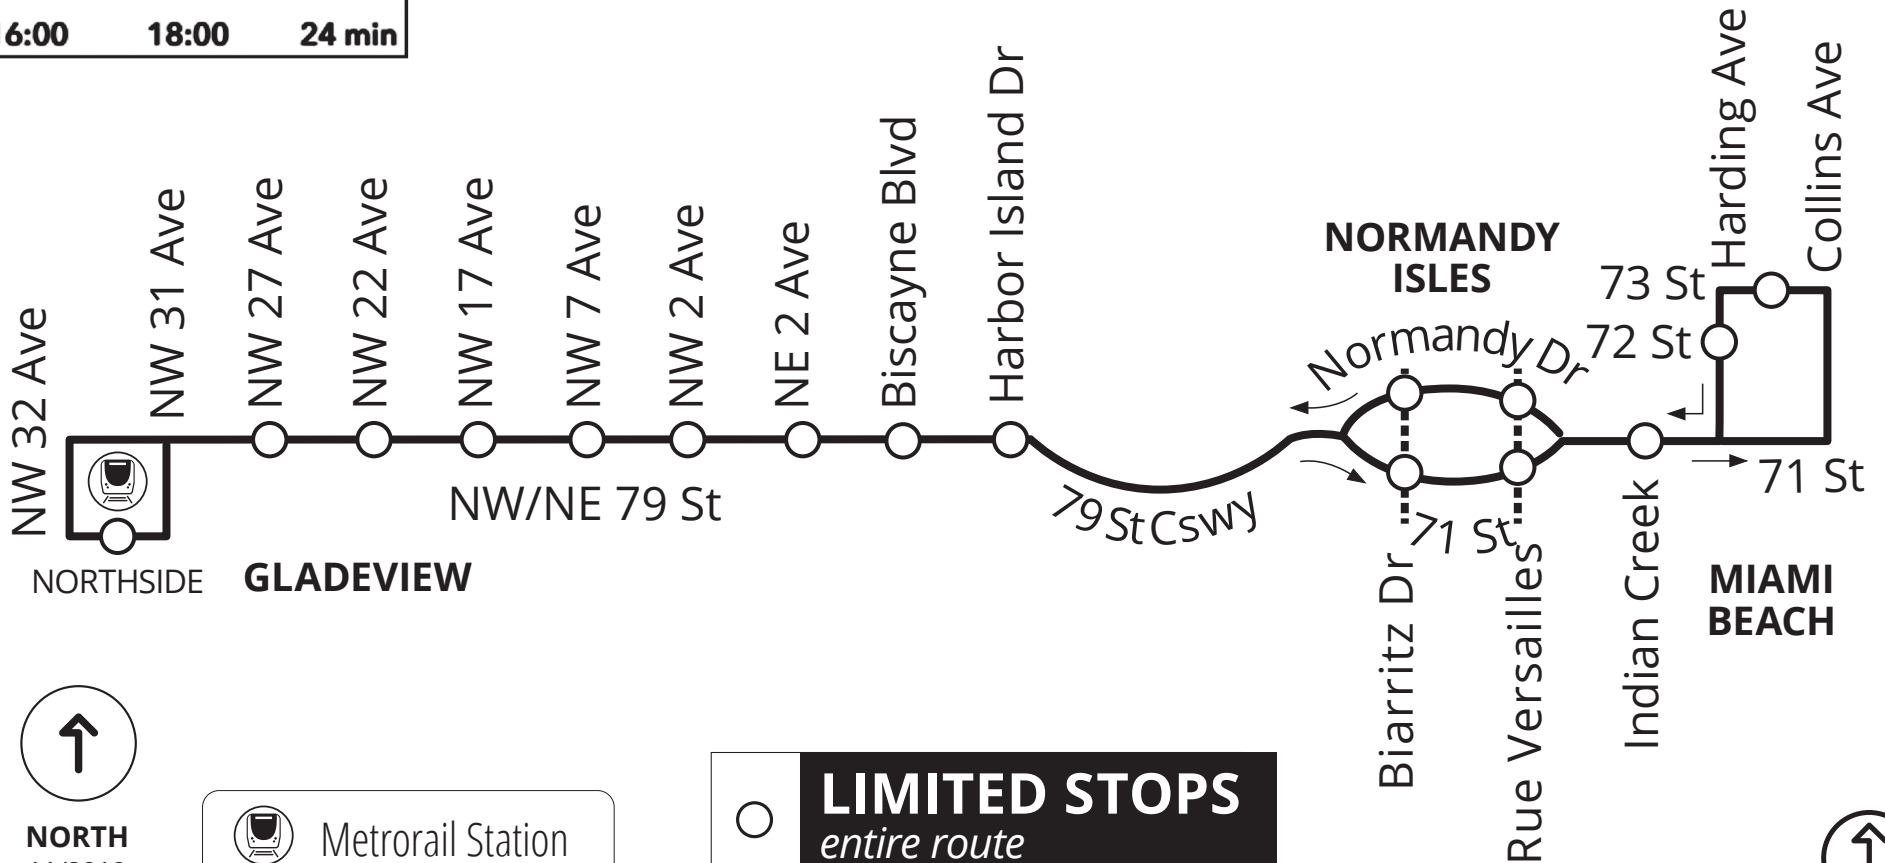 6:00 18:00 24 min
NW 32 Ave
NW 31 Ave
NW 27 Ave
NW 22 Ave
NW 17 Ave
NW 7 Ave
NW 2 Ave
NE 2 Ave
Biscayne Blvd
Harbor Island Dr
NORMANDY
ISLES
Normandy Dr
73 St
72 St
Harding Ave
Collins Ave
NW/NE 79 St
79 St Cswy
71 St
71 St
NORTHSIDE
GLADEVIEW
Biarritz Dr
Rue Versailles
Indian Creek
MIAMI
BEACH
NORTH
Metrorail Station
LIMITED STOPS
entire route